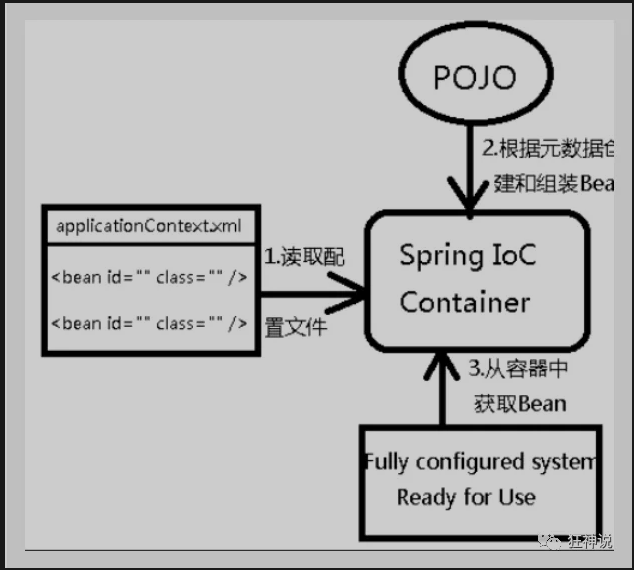 POJO
2.根据元数据创
建和组装Bea
applicationContext.xml
<bean id="" class="" />
<bean id="" class="" />
1.读取配
置文件
Spring IoC
Container
3.从容器中
获取Bean
Fully configured system
Ready for Use
狂神说